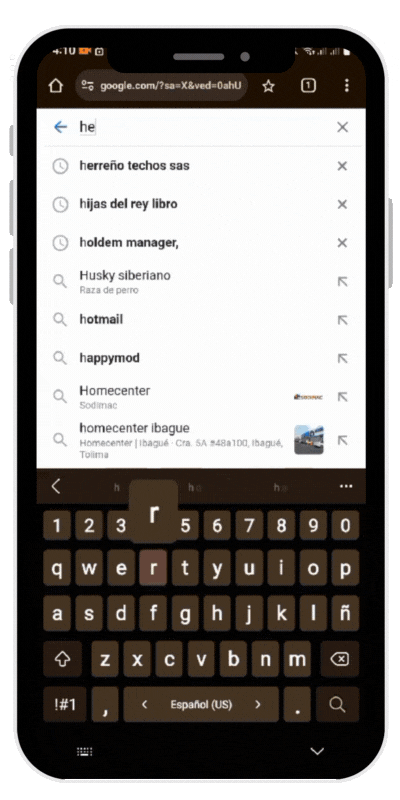 4:10
google.com/?sa=X&ved=0ahU
1
he
herreño techos sas
hijas del rey libro
holdem manager,
Husky siberiano
Raza de perro
hotmail
happymod
Homecenter
Sodimac
SODIMAC
homecenter ibague
Homecenter | Ibagué · Cra. 5A #48a100, Ibagué,
Tolima
h he he
r
1 2 3 5 6 7 8 9 0
q w e r t y u i o p
a s d f g h j k l ñ
z x c v b n m
!#1 , < Español (US) > .